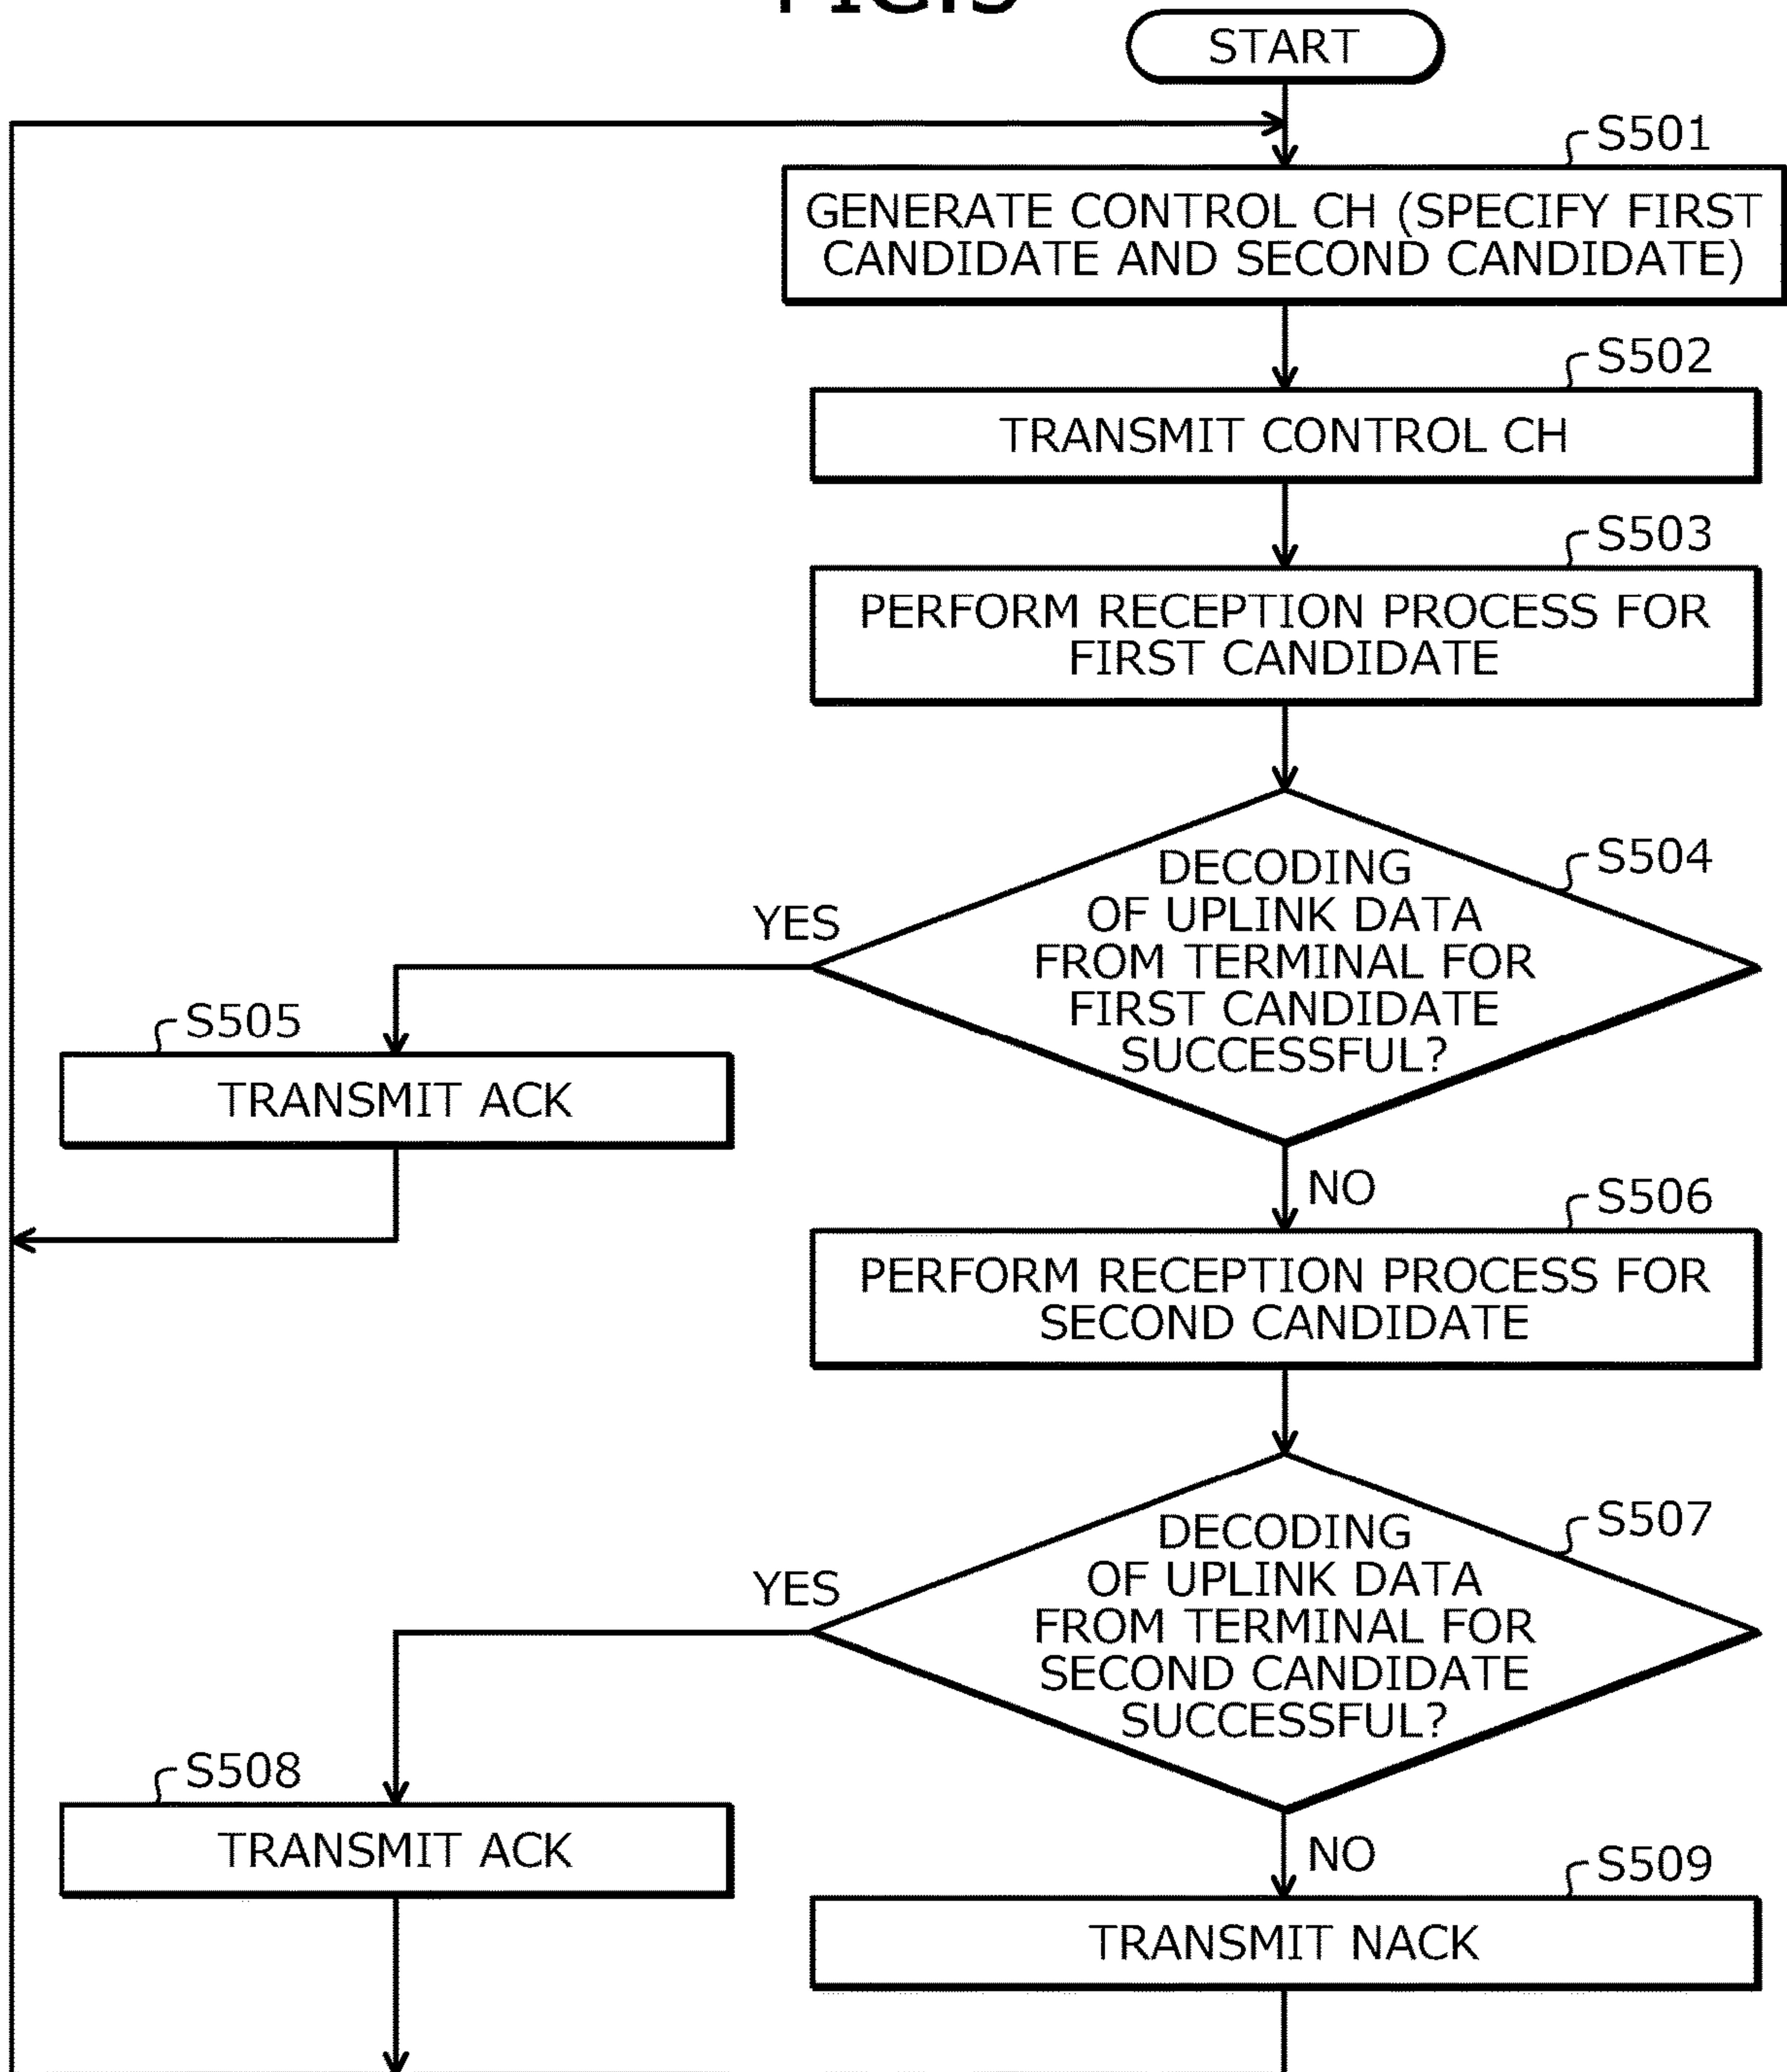 START
S501
GENERATE CONTROL CH (SPECIFY FIRST
CANDIDATE AND SECOND CANDIDATE)
S502
TRANSMIT CONTROL CH
S503
PERFORM RECEPTION PROCESS FOR
FIRST CANDIDATE
S504
DECODING
OF UPLINK DATA
FROM TERMINAL FOR
FIRST CANDIDATE
SUCCESSFUL?
YES
S505
TRANSMIT ACK
NO
S506
PERFORM RECEPTION PROCESS FOR
SECOND CANDIDATE
S507
DECODING
OF UPLINK DATA
FROM TERMINAL FOR
SECOND CANDIDATE
SUCCESSFUL?
YES
S508
TRANSMIT ACK
NO
S509
TRANSMIT NACK